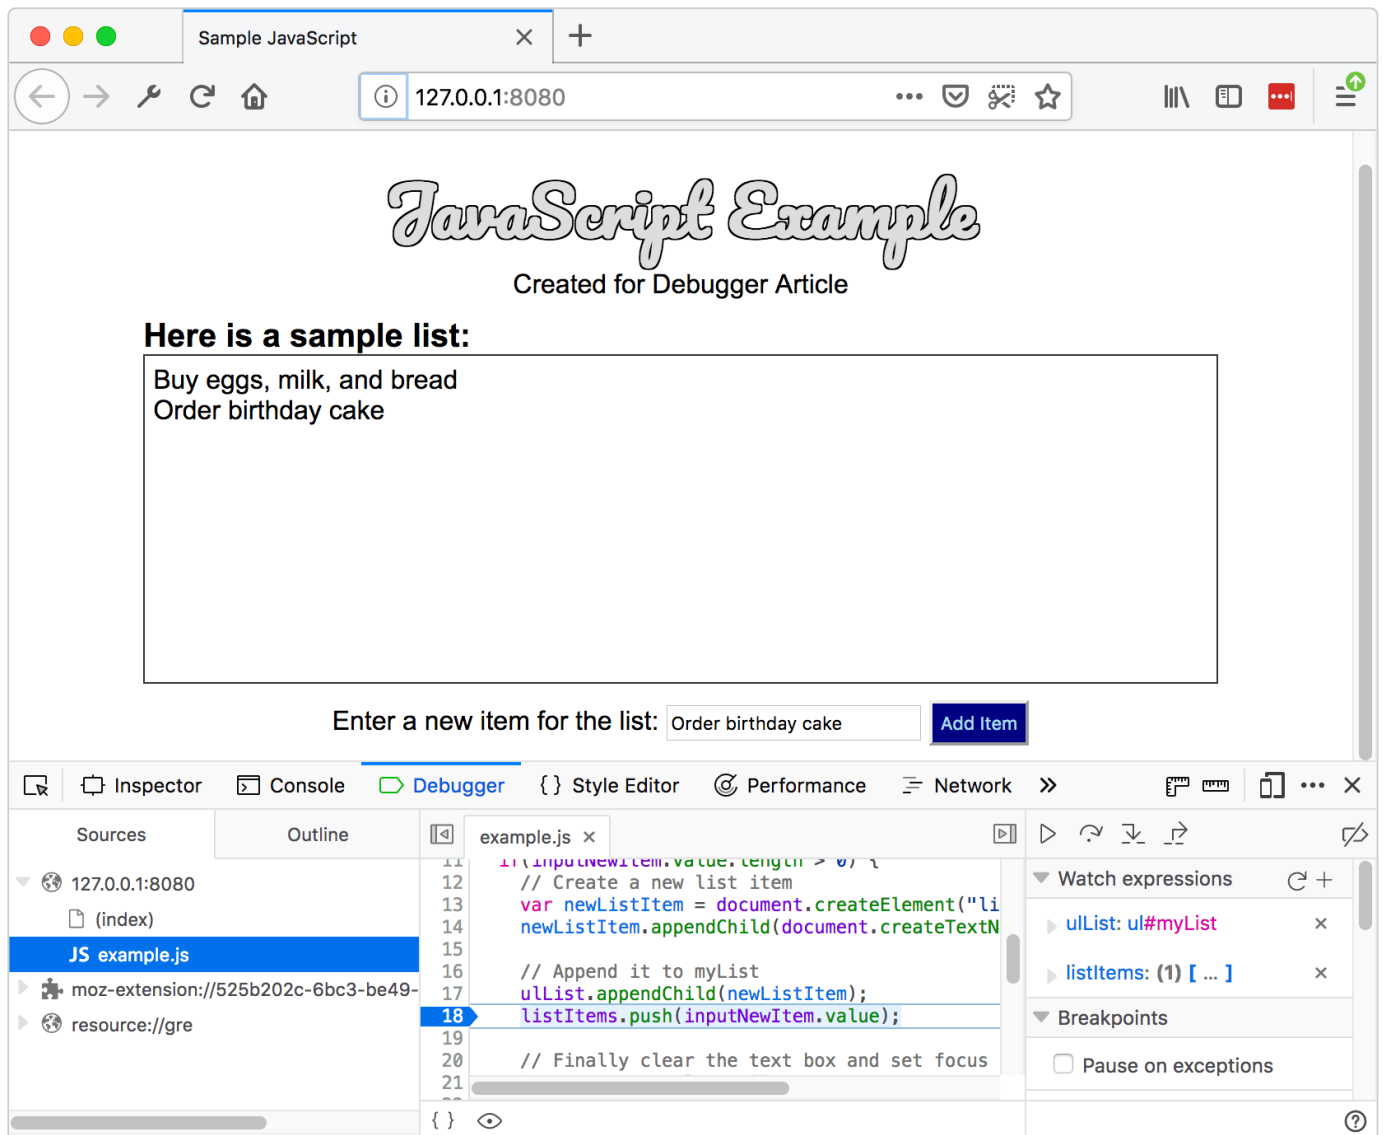 Sample JavaScript
127.0.0.1:8080
JavaScript Example
Created for Debugger Article
Here is a sample list:
Buy eggs, milk, and bread
Order birthday cake
Enter a new item for the list: Order birthday cake Add Item
Inspector Console Debugger { } Style Editor Performance Network
Sources Outline
127.0.0.1:8080
(index)
JS example.js
moz-extension://525b202c-6bc3-be49-
resource://gre
example.js
11 if(inputNewItem.value.length > 0) {
12 // Create a new list item
13 var newListItem = document.createElement("li
14 newListItem.appendChild(document.createTextN
15
16 // Append it to myList
17 ulList.appendChild(newListItem);
18 listItems.push(inputNewItem.value);
19
20 // Finally clear the text box and set focus
21
{ }
Watch expressions
ulList: ul#myList
listItems: (1) [ … ]
Breakpoints
Pause on exceptions